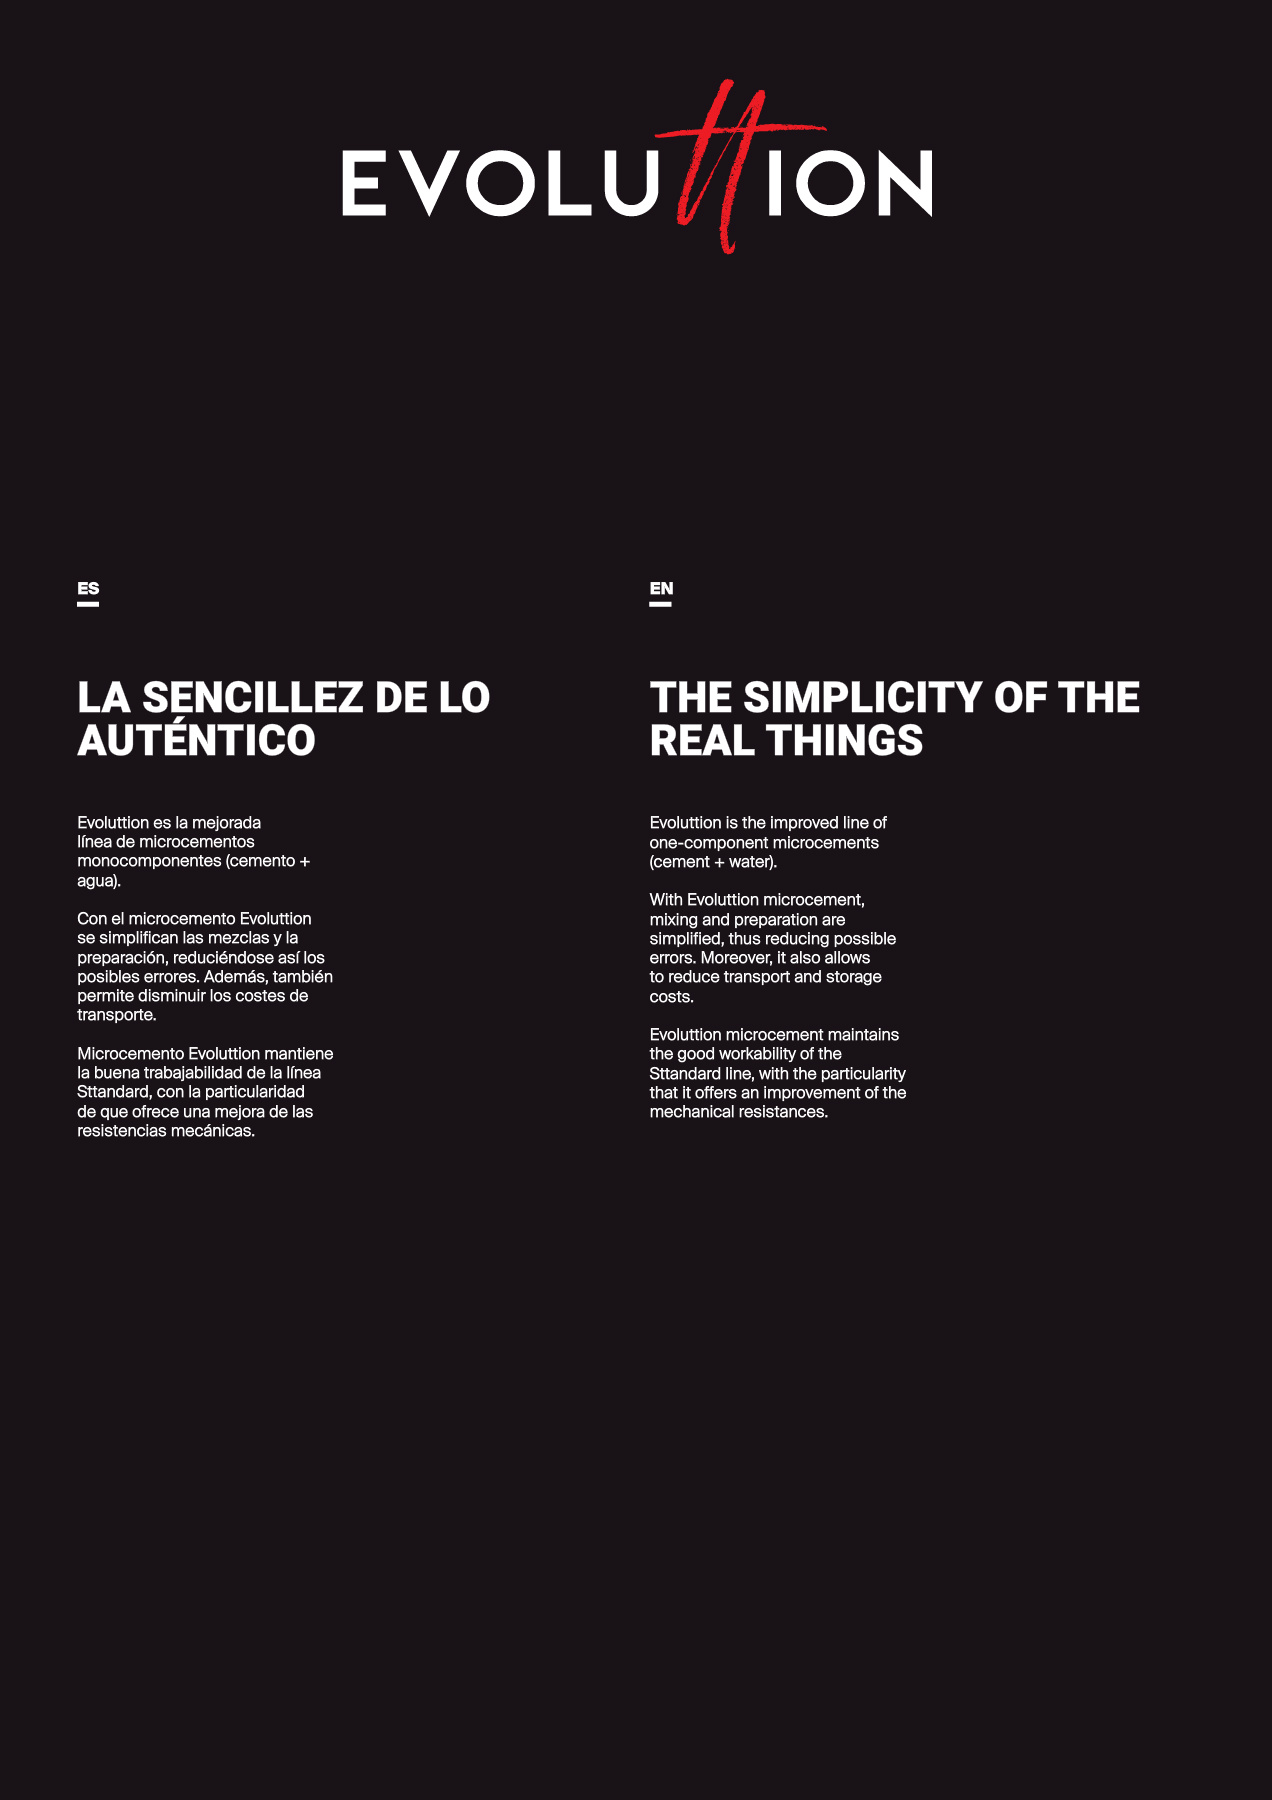 EVOLUTTION
ES
LA SENCILLEZ DE LO
AUTÉNTICO
Evoluttion es la mejorada
línea de microcementos
monocomponentes (cemento +
agua).
Con el microcemento Evoluttion
se simplifican las mezclas y la
preparación, reduciéndose así los
posibles errores. Además, también
permite disminuir los costes de
transporte.
Microcemento Evoluttion mantiene
la buena trabajabilidad de la línea
Sttandard, con la particularidad
de que ofrece una mejora de las
resistencias mecánicas.
EN
THE SIMPLICITY OF THE
REAL THINGS
Evoluttion is the improved line of
one-component microcements
(cement + water).
With Evoluttion microcement,
mixing and preparation are
simplified, thus reducing possible
errors. Moreover, it also allows
to reduce transport and storage
costs.
Evoluttion microcement maintains
the good workability of the
Sttandard line, with the particularity
that it offers an improvement of the
mechanical resistances.